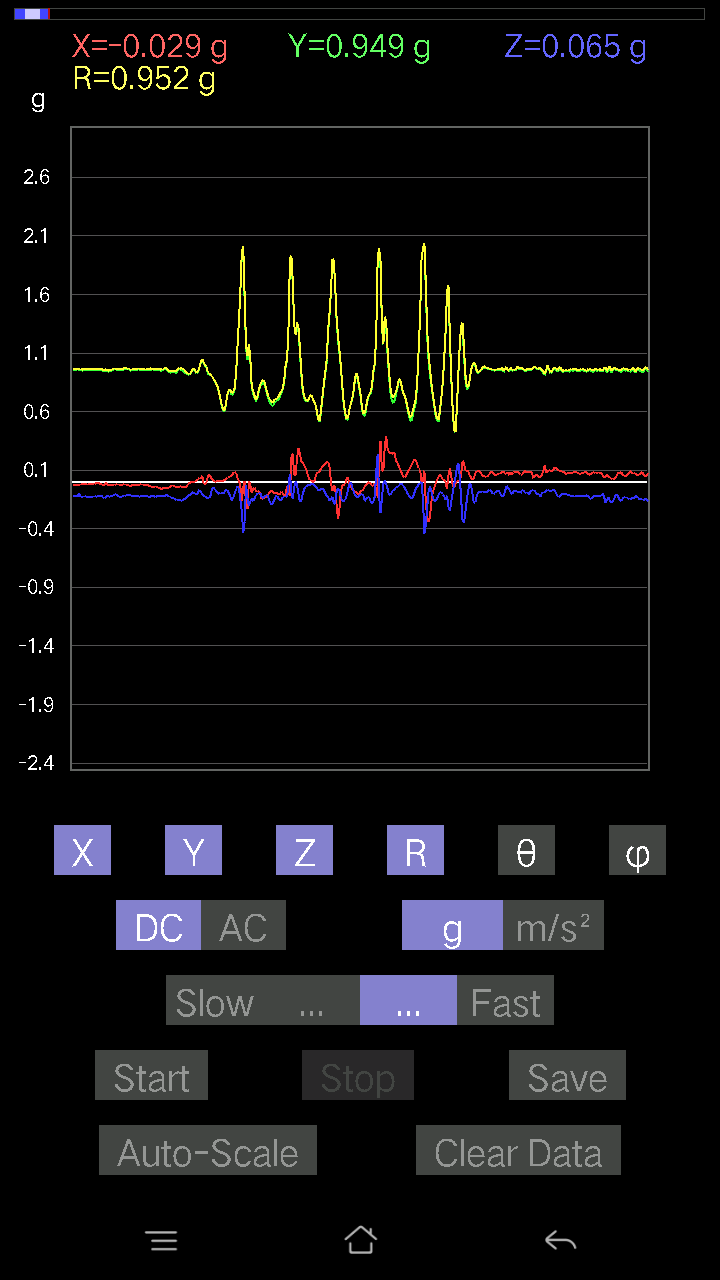 X=-0.029 g Y=0.949 g Z=0.065 g
R=0.952 g
g
2.6
2.1
1.6
1.1
0.6
0.1
-0.4
-0.9
-1.4
-1.9
-2.4
X Y Z R θ φ
DC AC g m/s²
Slow ... ... Fast
Start Stop Save
Auto-Scale Clear Data